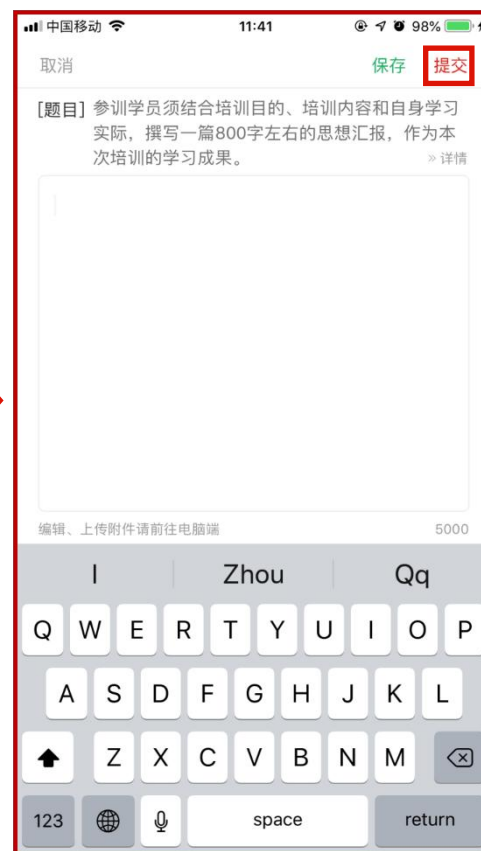 中国移动 11:41 98%
取消 保存 提交
[题目] 参训学员须结合培训目的、培训内容和自身学习
实际，撰写一篇800字左右的思想汇报，作为本
次培训的学习成果。 » 详情
编辑、上传附件请前往电脑端 5000
I Zhou Qq
Q W E R T Y U I O P
A S D F G H J K L
Z X C V B N M
123 space return